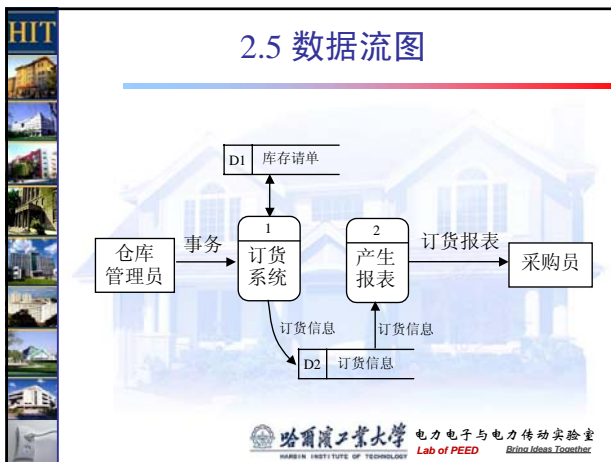 HIT
2.5 数据流图
D1 库存请单
1
订货
系统
2
产生
报表
仓库
管理员
事务
订货报表
采购员
订货信息
订货信息
D2 订货信息
哈尔滨工业大学
HARBIN INSTITUTE OF TECHNOLOGY
电力电子与电力传动实验室
Lab of PEED Bring Ideas Together